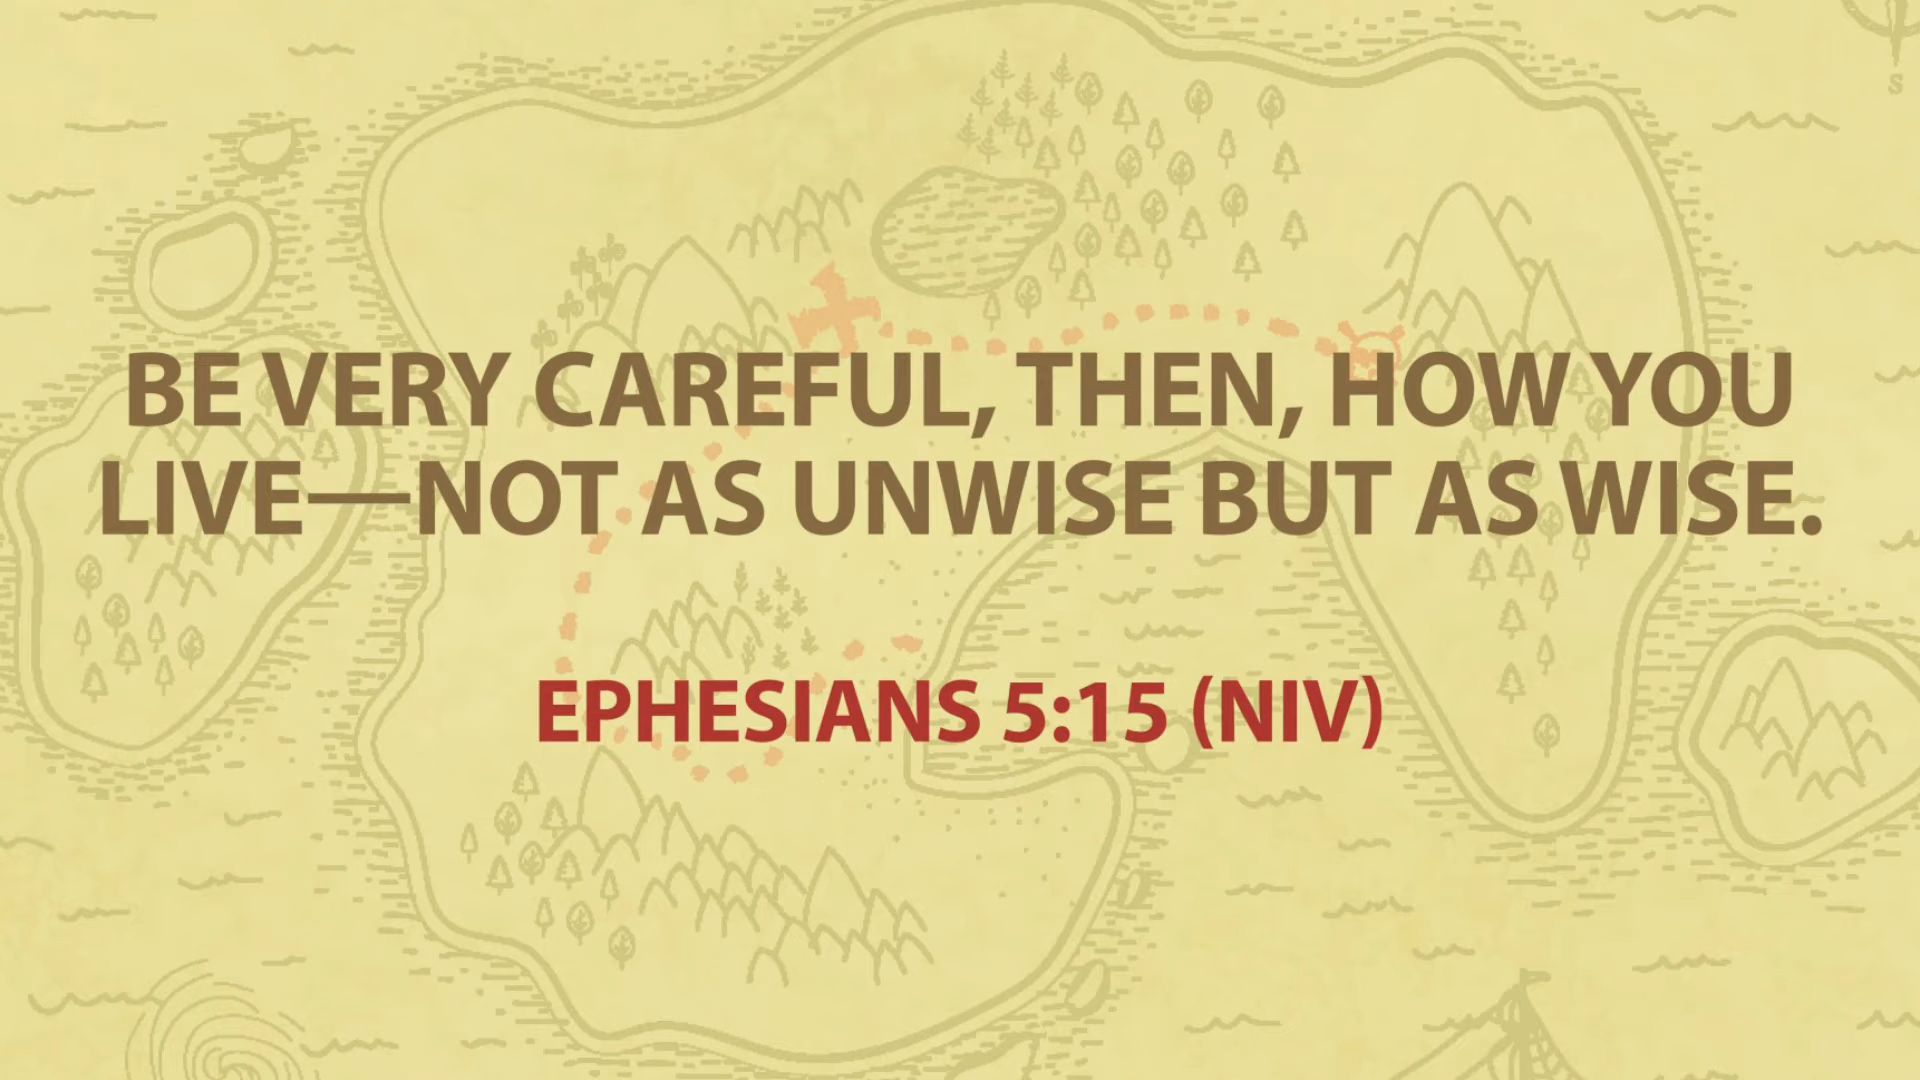 S
BE VERY CAREFUL, THEN, HOW YOU
LIVE—NOT AS UNWISE BUT AS WISE.
EPHESIANS 5:15 (NIV)